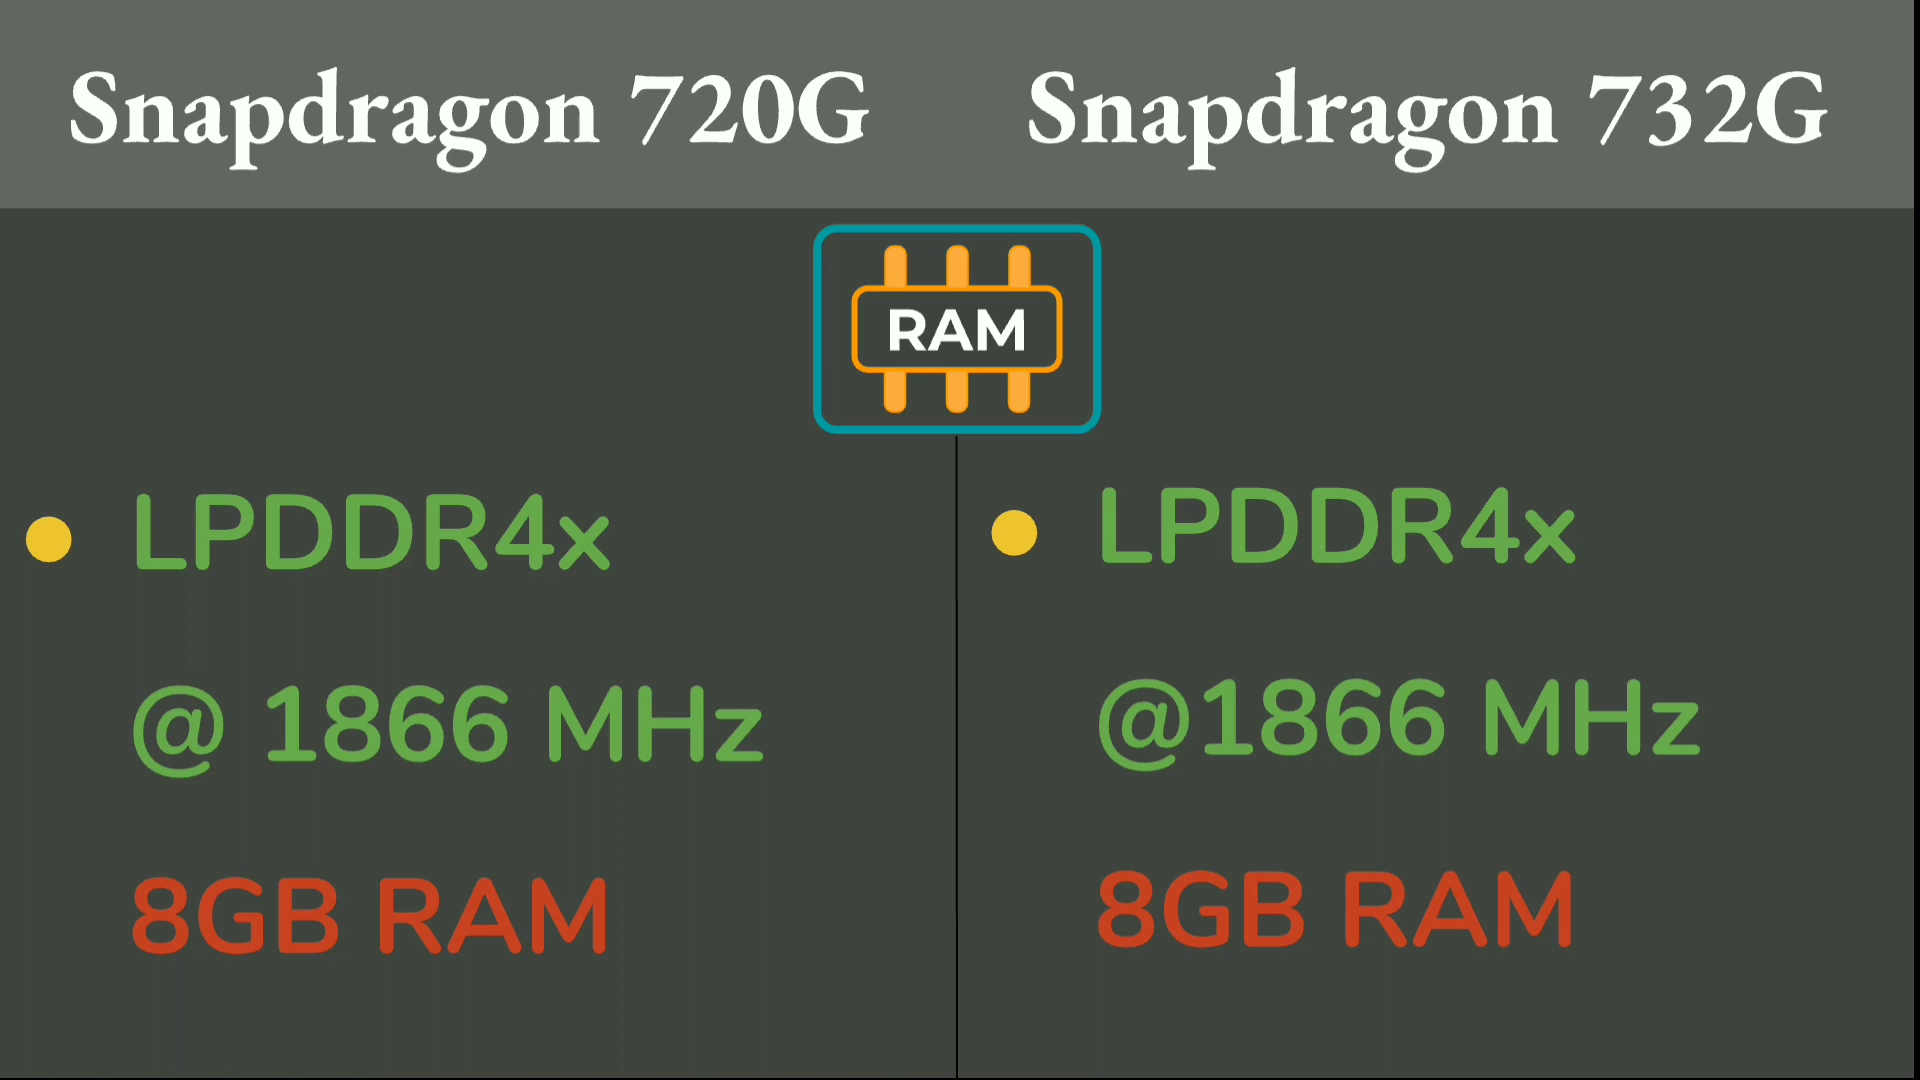 Snapdragon 720G
Snapdragon 732G
RAM
LPDDR4x
@ 1866 MHz
8GB RAM
LPDDR4x
@1866 MHz
8GB RAM